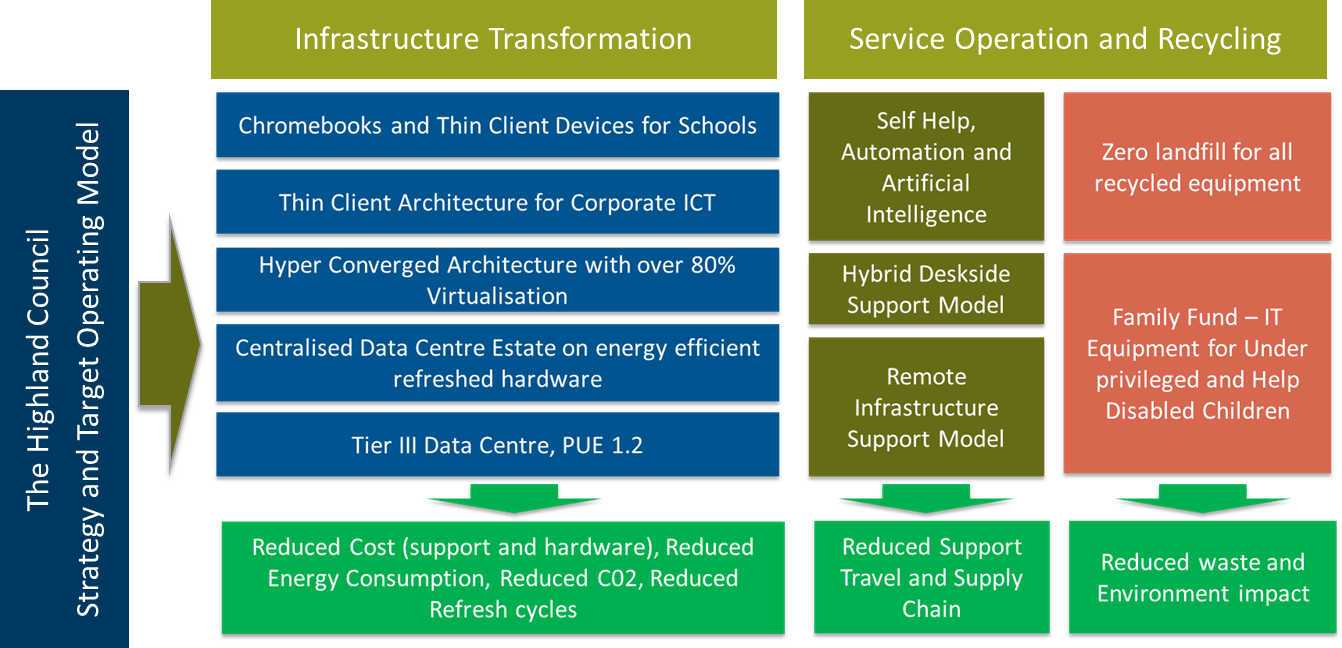 The Highland Council
Strategy and Target Operating Model
Infrastructure Transformation
Chromebooks and Thin Client Devices for Schools
Thin Client Architecture for Corporate ICT
Hyper Converged Architecture with over 80%
Virtualisation
Centralised Data Centre Estate on energy efficient
refreshed hardware
Tier III Data Centre, PUE 1.2
Reduced Cost (support and hardware), Reduced
Energy Consumption, Reduced C02, Reduced
Refresh cycles
Service Operation and Recycling
Self Help,
Automation and
Artificial
Intelligence
Hybrid Deskside
Support Model
Remote
Infrastructure
Support Model
Reduced Support
Travel and Supply
Chain
Zero landfill for all
recycled equipment
Family Fund – IT
Equipment for Under
privileged and Help
Disabled Children
Reduced waste and
Environment impact